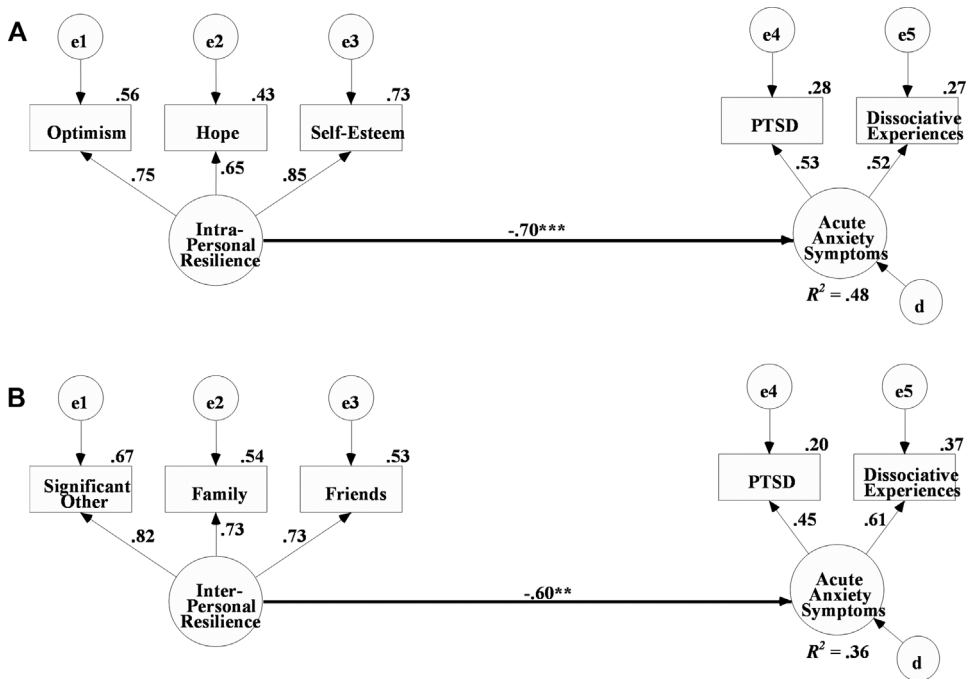 A
e1
e2
e3
e4
e5
.56
.43
.73
.28
.27
Optimism
Hope
Self-Esteem
PTSD
Dissociative
Experiences
.75
.65
.85
.53
.52
Intra-
Personal
Resilience
-.70***
Acute
Anxiety
Symptoms
R² = .48
d
B
e1
e2
e3
e4
e5
.67
.54
.53
.20
.37
Significant
Other
Family
Friends
PTSD
Dissociative
Experiences
.82
.73
.73
.45
.61
Inter-
Personal
Resilience
-.60**
Acute
Anxiety
Symptoms
R² = .36
d